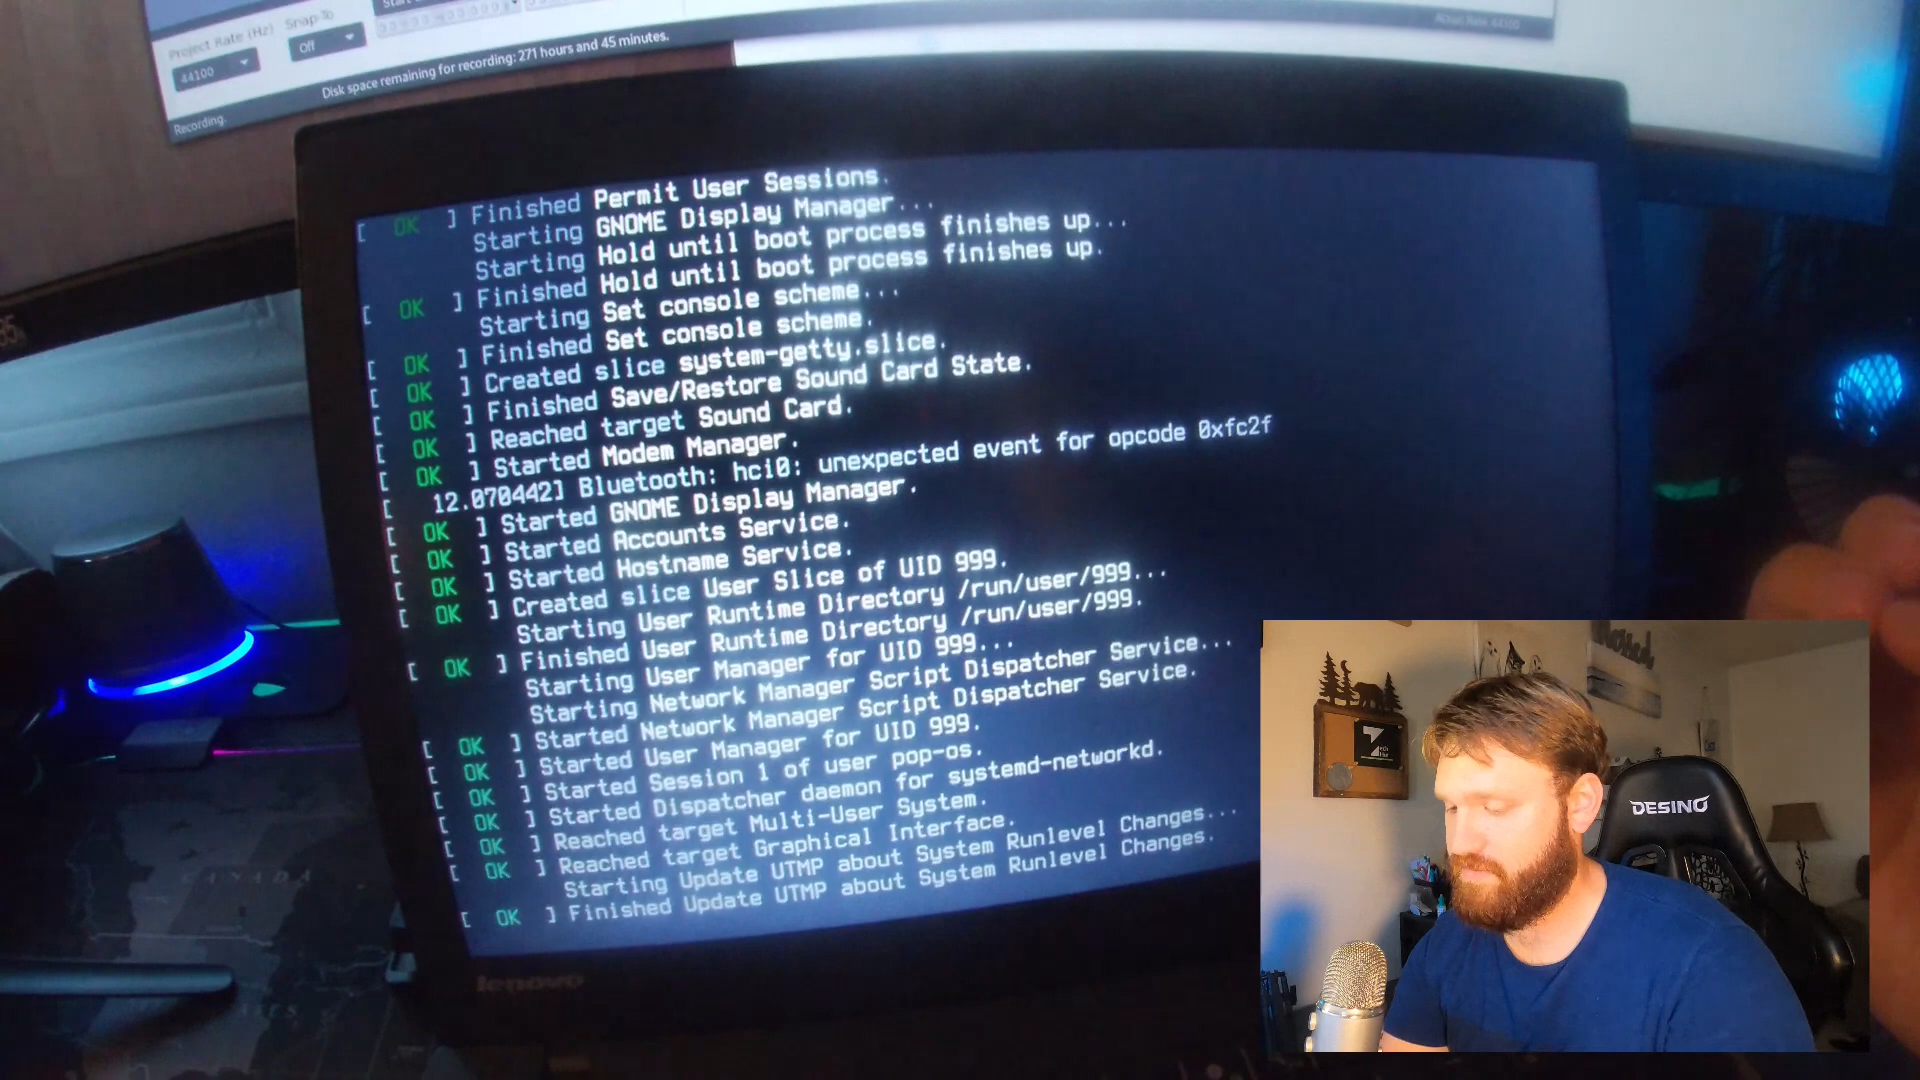 Project Rate (Hz)
Snap-To
44100
Off
Disk space remaining for recording: 271 hours and 45 minutes.
Recording.
Actual Rate: 44100
[ OK ] Finished Permit User Sessions.
Starting GNOME Display Manager...
Starting Hold until boot process finishes up...
[ OK ] Finished Hold until boot process finishes up.
Starting Set console scheme...
[ OK ] Finished Set console scheme.
[ OK ] Created slice system-getty.slice.
[ OK ] Finished Save/Restore Sound Card State.
[ OK ] Reached target Sound Card.
[ OK ] Started Modem Manager.
[ 12.070442] Bluetooth: hci0: unexpected event for opcode 0xfc2f
[ OK ] Started GNOME Display Manager.
[ OK ] Started Accounts Service.
[ OK ] Started Hostname Service.
[ OK ] Created slice User Slice of UID 999.
Starting User Runtime Directory /run/user/999...
[ OK ] Finished User Runtime Directory /run/user/999.
Starting User Manager for UID 999...
Starting Network Manager Script Dispatcher Service...
[ OK ] Started Network Manager Script Dispatcher Service.
[ OK ] Started User Manager for UID 999.
[ OK ] Started Session 1 of user pop-os.
[ OK ] Started Dispatcher daemon for systemd-networkd.
[ OK ] Reached target Multi-User System.
[ OK ] Reached target Graphical Interface.
Starting Update UTMP about System Runlevel Changes...
[ OK ] Finished Update UTMP about System Runlevel Changes.
lenovo
CANADA
DESINO